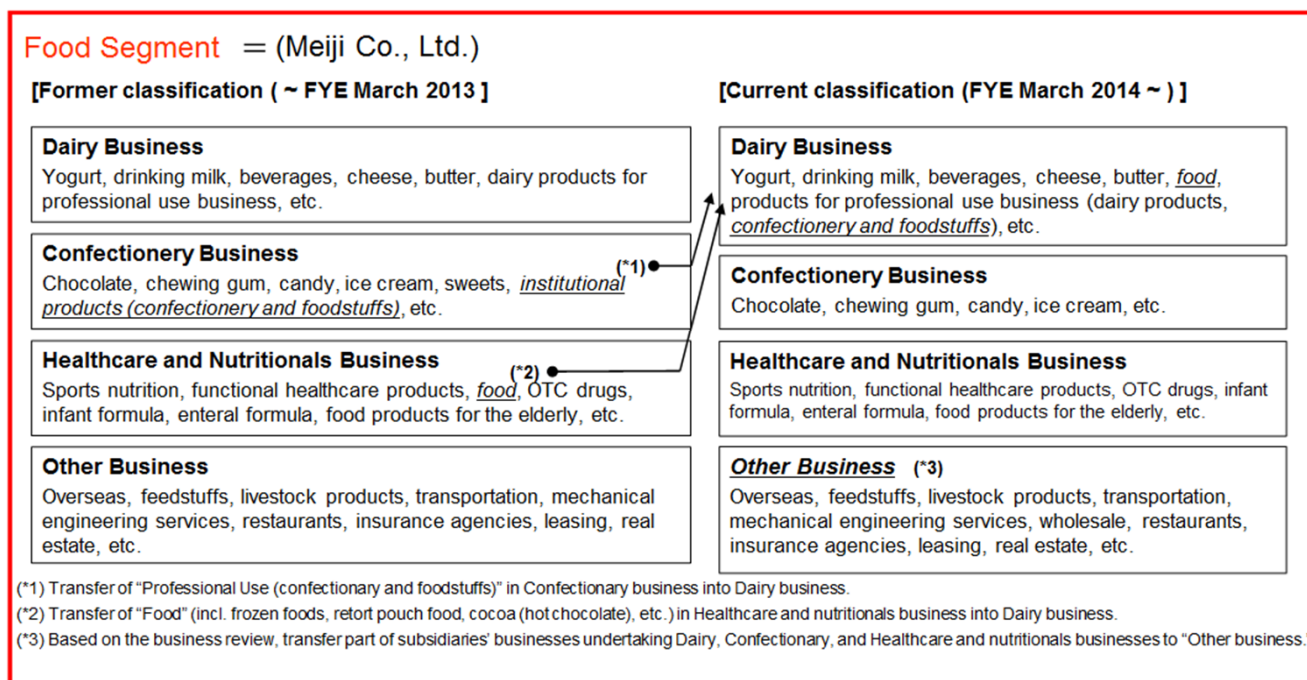 Food Segment = (Meiji Co., Ltd.)
[Former classification ( ~ FYE March 2013 ]
Dairy Business
Yogurt, drinking milk, beverages, cheese, butter, dairy products for
professional use business, etc.
Confectionery Business
(*1)
Chocolate, chewing gum, candy, ice cream, sweets, institutional
products (confectionery and foodstuffs), etc.
Healthcare and Nutritionals Business
(*2)
Sports nutrition, functional healthcare products, food, OTC drugs,
infant formula, enteral formula, food products for the elderly, etc.
Other Business
Overseas, feedstuffs, livestock products, transportation, mechanical
engineering services, restaurants, insurance agencies, leasing, real
estate, etc.
[Current classification (FYE March 2014 ~ ) ]
Dairy Business
Yogurt, drinking milk, beverages, cheese, butter, food,
products for professional use business (dairy products,
confectionery and foodstuffs), etc.
Confectionery Business
Chocolate, chewing gum, candy, ice cream, etc.
Healthcare and Nutritionals Business
Sports nutrition, functional healthcare products, OTC drugs, infant
formula, enteral formula, food products for the elderly, etc.
Other Business (*3)
Overseas, feedstuffs, livestock products, transportation,
mechanical engineering services, wholesale, restaurants,
insurance agencies, leasing, real estate, etc.
(*1) Transfer of “Professional Use (confectionary and foodstuffs)” in Confectionary business into Dairy business.
(*2) Transfer of “Food” (incl. frozen foods, retort pouch food, cocoa (hot chocolate), etc.) in Healthcare and nutritionals business into Dairy business.
(*3) Based on the business review, transfer part of subsidiaries’ businesses undertaking Dairy, Confectionary, and Healthcare and nutritionals businesses to “Other business.”